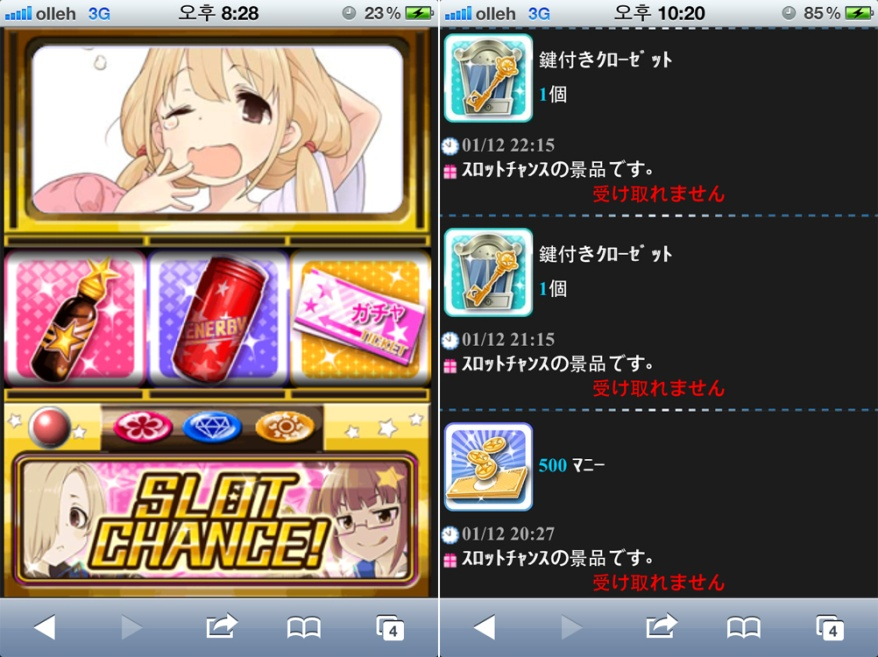 olleh 3G 오후 8:28 23%
ENERGY
ガチャ
TICKET
SLOT
CHANCE!
4
olleh 3G 오후 10:20 85%
鍵付きｸﾛｰｾﾞｯﾄ
1個
01/12 22:15
ｽﾛｯﾄﾁｬﾝｽの景品です。
受け取れません
鍵付きｸﾛｰｾﾞｯﾄ
1個
01/12 21:15
ｽﾛｯﾄﾁｬﾝｽの景品です。
受け取れません
500 ﾏﾆｰ
01/12 20:27
ｽﾛｯﾄﾁｬﾝｽの景品です。
受け取れません
4